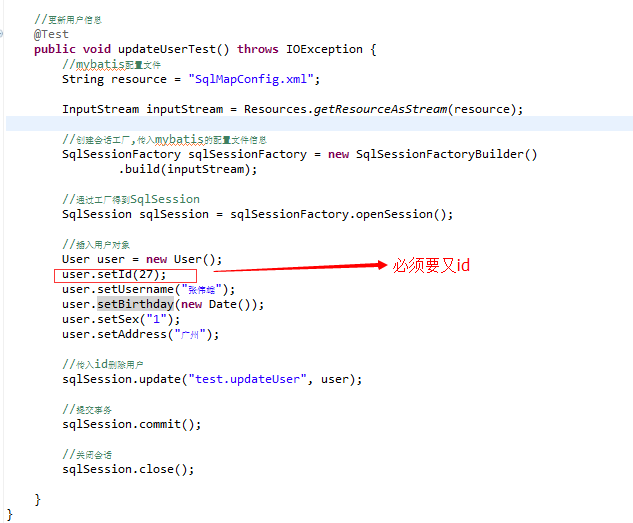 //更新用户信息
@Test
public void updateUserTest() throws IOException {
//mybatis配置文件
String resource = "SqlMapConfig.xml";
InputStream inputStream = Resources.getResourceAsStream(resource);
//创建会话工厂,传入mybatis的配置文件信息
SqlSessionFactory sqlSessionFactory = new SqlSessionFactoryBuilder()
.build(inputStream);
//通过工厂得到SqlSession
SqlSession sqlSession = sqlSessionFactory.openSession();
//插入用户对象
User user = new User();
user.setId(27);
必须要又id
user.setUsername("张伟雄");
user.setBirthday(new Date());
user.setSex("1");
user.setAddress("广州");
//传入id删除用户
sqlSession.update("test.updateUser", user);
//提交事务
sqlSession.commit();
//关闭会话
sqlSession.close();
}
}